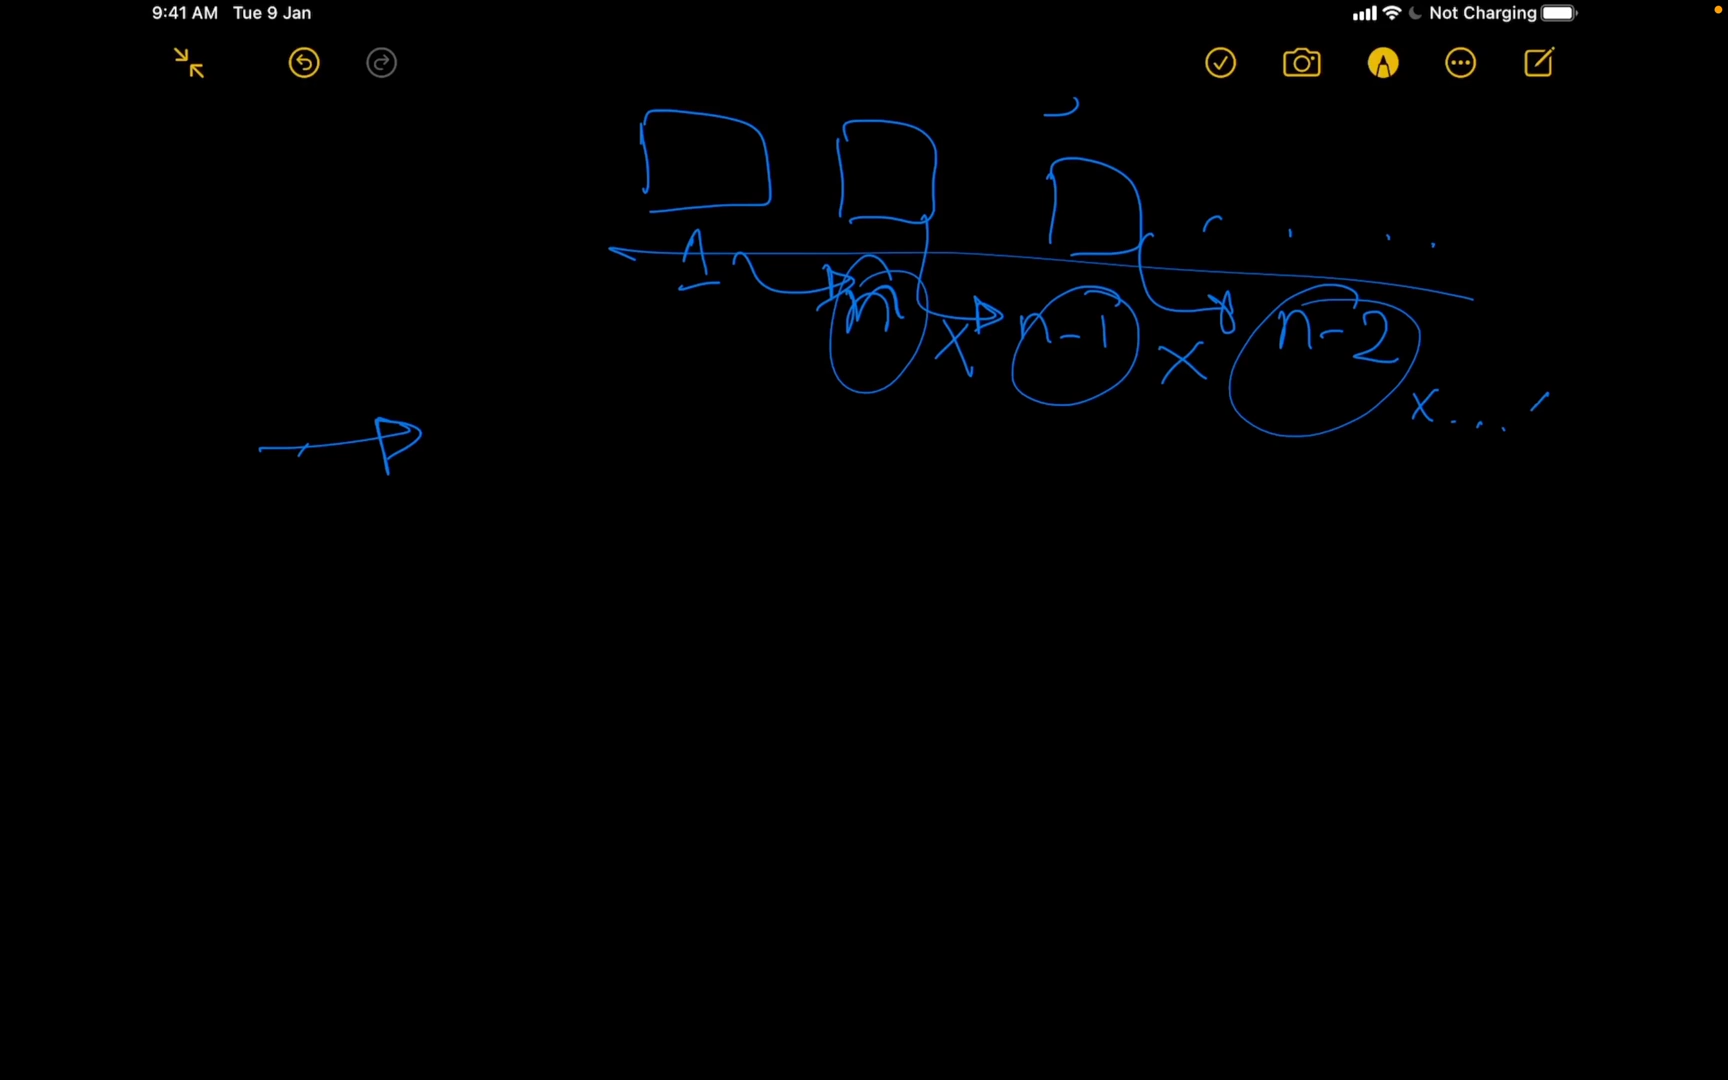 9:41 AM Tue 9 Jan
Not Charging
1 n x n-1 x n-2 x ....